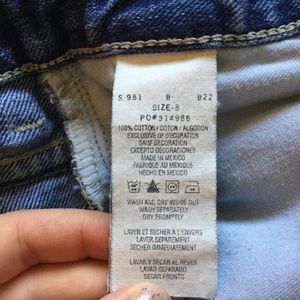 S 981 B- B22
SIZE-8
PO#314986
100% COTTON / COTON / ALGODON
EXCLUSIVE OF DECORATION
SAUF DECORATION
EXCEPTO DECORACIONES
MADE IN MEXICO
FABRIQUE AU MEXIQUE
HECHO EN MEXICO
WASH AND DRY INSIDE OUT
WASH SEPARATELY
DRY PROMPTLY
LAVER ET SECHER A L'ENVERS
LAVER SEPAREMENT
SECHER IMMEDIATEMENT
LAVAR Y SECAR AL REVES
LAVAR SEPARADO